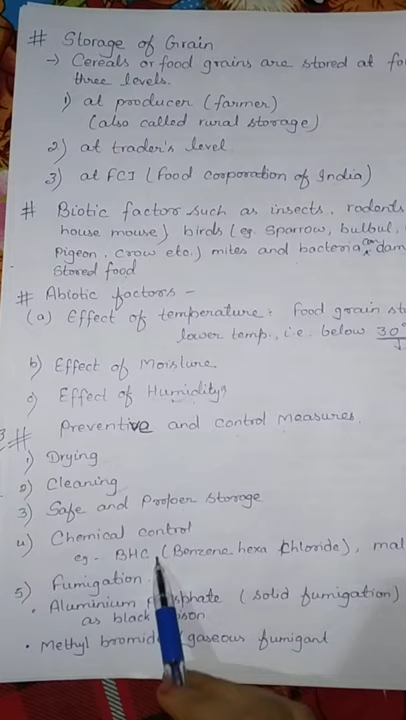 # Storage of Grain
→ Cereals or food grains are stored at fo
three levels.
1) at producer (farmer)
(also called rural storage)
2) at trader's level
3) at FCI (Food corporation of India)
# Biotic factors such as insects, rodents
house mouse) birds (eg. Sparrow, bulbul,
Pigeon, crow etc.) mites and bacteria can dam
Stored food
# Abiotic factors -
(a) Effect of temperature: Food grain st
lower temp., i.e. below 30°
b) Effect of Moisture.
c) Effect of Humidity
# Preventive and control measures.
1) Drying
2) Cleaning
3) Safe and Proper storage
4) Chemical control
eg - BHC (Benzene hexa chloride), mal
5) Fumigation
• Aluminium phate (solid fumigation)
as black ison
• Methyl bromid gaseous fumigant